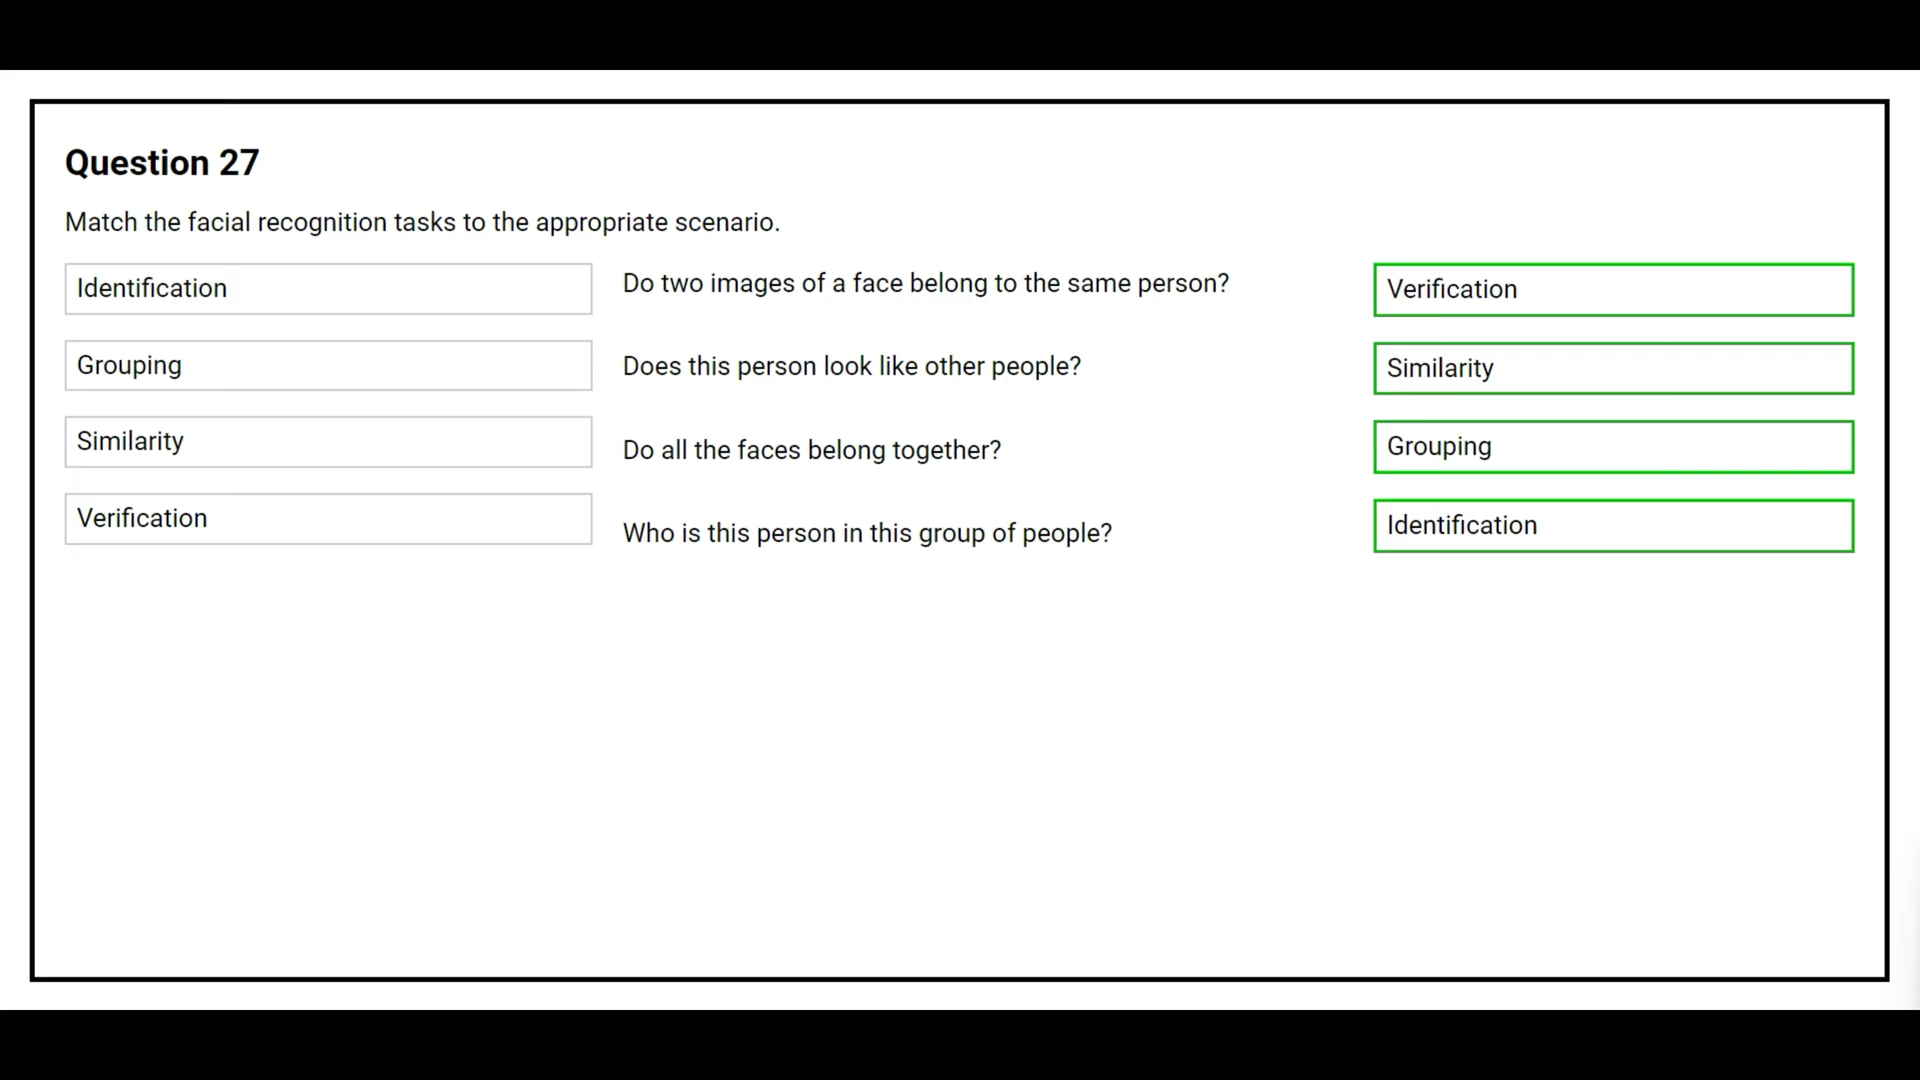 Question 27
Match the facial recognition tasks to the appropriate scenario.
Identification
Grouping
Similarity
Verification
Do two images of a face belong to the same person?
Does this person look like other people?
Do all the faces belong together?
Who is this person in this group of people?
Verification
Similarity
Grouping
Identification